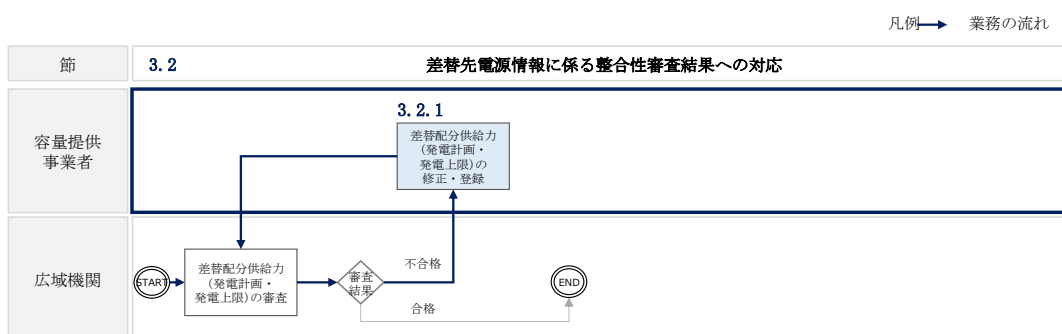 凡例 業務の流れ
節 3.2 差替先電源情報に係る整合性審査結果への対応
容量提供
事業者
3.2.1
差替配分供給力
(発電計画・
発電上限)の
修正・登録
広域機関
START
差替配分供給力
(発電計画・
発電上限)の審査
審査
結果
不合格
合格
END